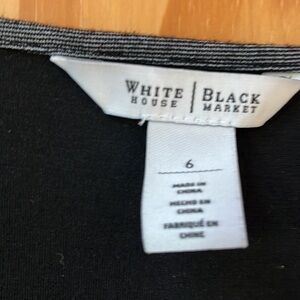 WHITE HOUSE | BLACK MARKET
6
MADE IN
CHINA
HECHO EN
CHINA
FABRIQUÉ EN
CHINE